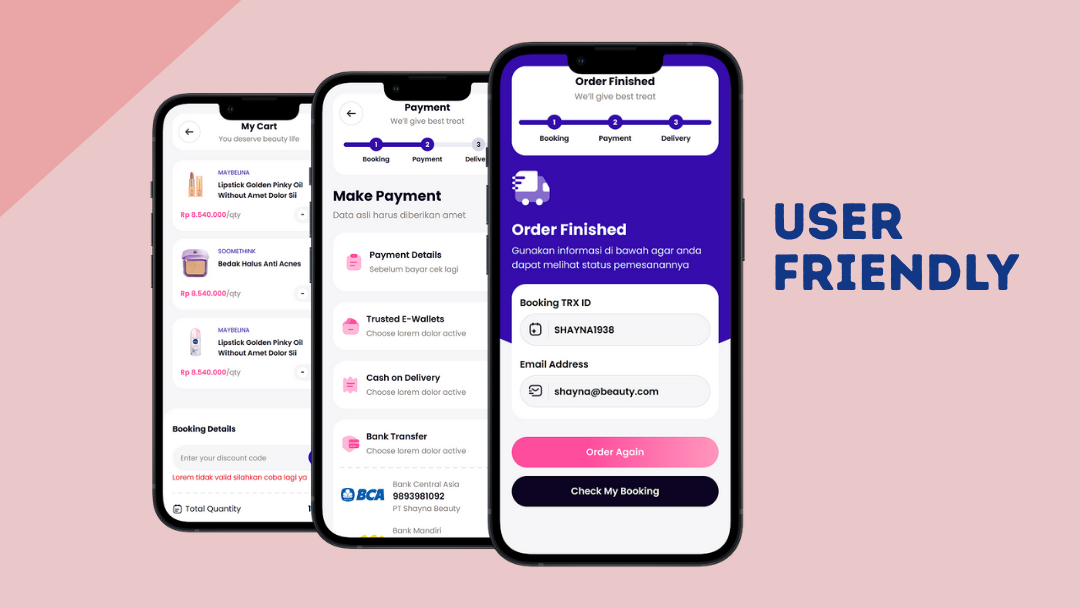 My Cart
You deserve beauty life
MAYBELINA
Lipstick Golden Pinky Oil
Without Amet Dolor Sii
Rp 8.540.000/qty
-
SOOMETHINK
Bedak Halus Anti Acnes
Rp 8.540.000/qty
-
MAYBELINA
Lipstick Golden Pinky Oil
Without Amet Dolor Sii
Rp 8.540.000/qty
-
Booking Details
Enter your discount code
Lorem tidak valid silahkan coba lagi ya
Total Quantity
Payment
We'll give best treat
1 2 3
Booking Payment Delive
Make Payment
Data asli harus diberikan amet
Payment Details
Sebelum bayar cek lagi
Trusted E-Wallets
Choose lorem dolor active
Cash on Delivery
Choose lorem dolor active
Bank Transfer
Choose lorem dolor active
BCA
Bank Central Asia
9893981092
PT Shayna Beauty
Bank Mandiri
Order Finished
We'll give best treat
1 2 3
Booking Payment Delivery
Order Finished
Gunakan informasi di bawah agar anda
dapat melihat status pemesanannya
Booking TRX ID
SHAYNA1938
Email Address
shayna@beauty.com
Order Again
Check My Booking
USER
FRIENDLY